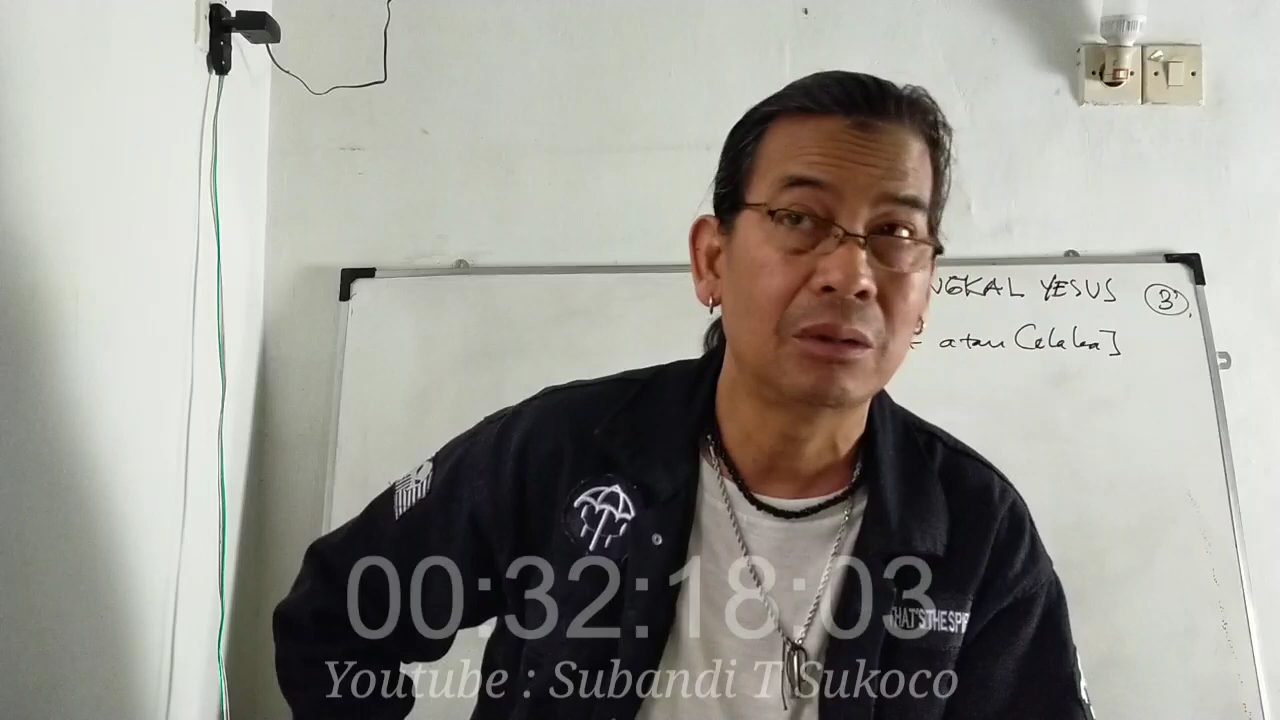 NGKAL YESUS 3
atau Celaka]
THAT'S THE SPI
00:32:18:03
Youtube : Subandi T Sukoco